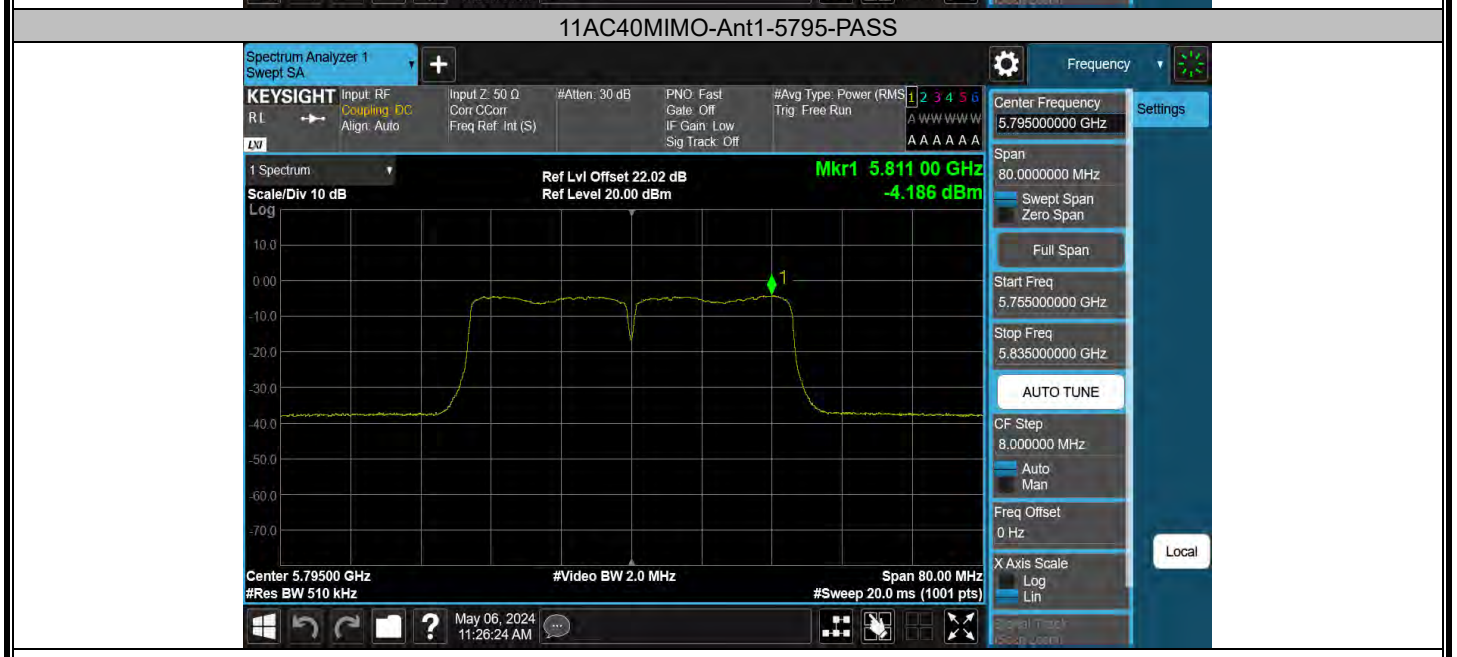 11AC40MIMO-Ant1-5795-PASS
Spectrum Analyzer 1
Swept SA
Frequency
KEYSIGHT
RL
LXI
Input: RF
Coupling: DC
Align: Auto
Input Z: 50 Ω
Corr CCorr
Freq Ref: Int (S)
#Atten: 30 dB
PNO: Fast
Gate: Off
IF Gain: Low
Sig Track: Off
#Avg Type: Power (RMS
Trig: Free Run
1 2 3 4 5 6
A W W W W W
A A A A A A
1 Spectrum
Scale/Div 10 dB
Log
Ref Lvl Offset 22.02 dB
Ref Level 20.00 dBm
Mkr1 5.811 00 GHz
-4.186 dBm
10.0
0.00
-10.0
-20.0
-30.0
-40.0
-50.0
-60.0
-70.0
1
Center 5.79500 GHz
#Res BW 510 kHz
#Video BW 2.0 MHz
Span 80.00 MHz
#Sweep 20.0 ms (1001 pts)
Center Frequency
5.795000000 GHz
Settings
Span
80.0000000 MHz
Swept Span
Zero Span
Full Span
Start Freq
5.755000000 GHz
Stop Freq
5.835000000 GHz
AUTO TUNE
CF Step
8.000000 MHz
Auto
Man
Freq Offset
0 Hz
X Axis Scale
Log
Lin
Local
Signal Track
?
May 06, 2024
11:26:24 AM